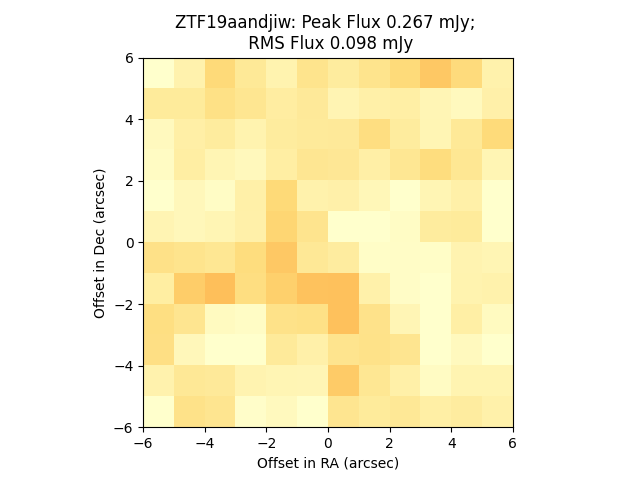 ZTF19aandjiw: Peak Flux 0.267 mJy;
RMS Flux 0.098 mJy
6
4
2
0
−2
−4
−6
Offset in Dec (arcsec)
−6 −4 −2 0 2 4 6
Offset in RA (arcsec)